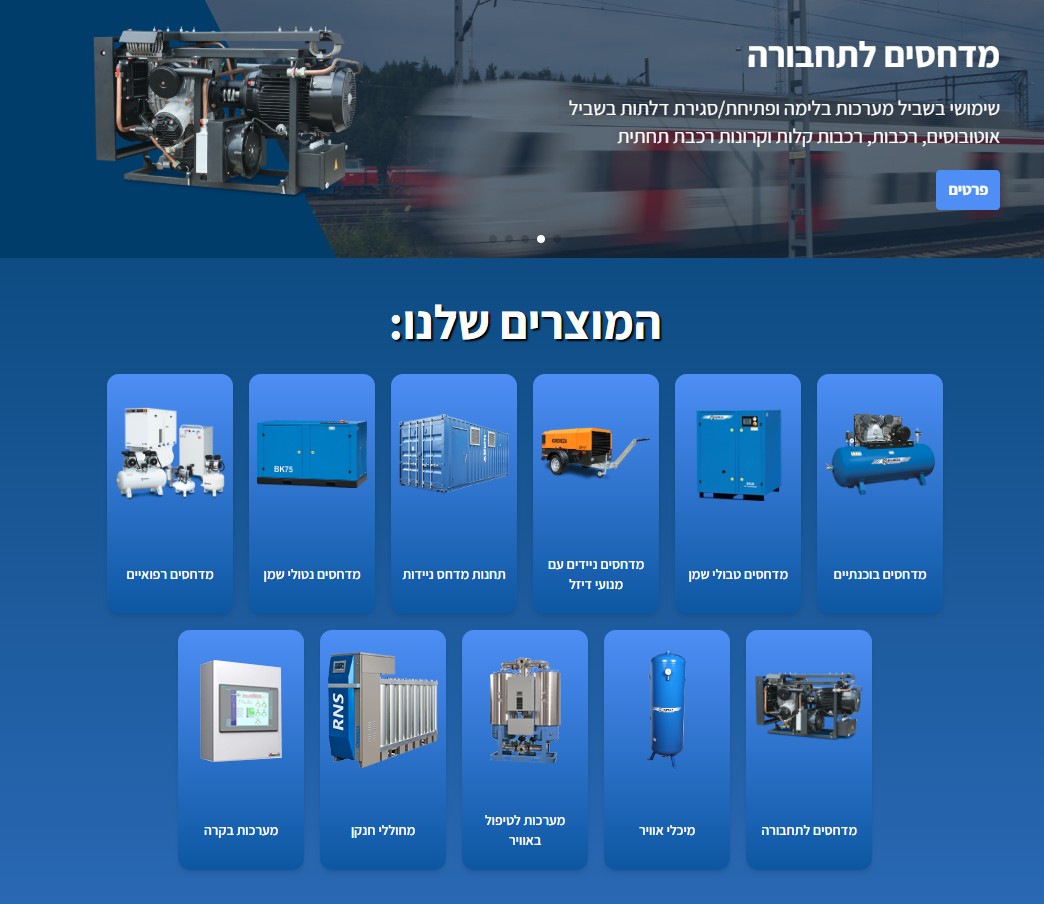 מדחסים לתחבורה
שימושי בשביל מערכות בלימה ופתיחת/סגירת דלתות בשביל
אוטובוסים, רכבות, רכבות קלות וקרונות רכבת תחתית
פרטים
המוצרים שלנו:
מדחסים בוכנתיים
מדחסים טבולי שמן
מדחסים ניידים עם
מנועי דיזל
תחנות מדחס ניידות
BK75
מדחסים נטולי שמן
מדחסים רפואיים
מדחסים לתחבורה
מיכלי אוויר
מערכות לטיפול
באוויר
RNS
מחוללי חנקן
מערכות בקרה